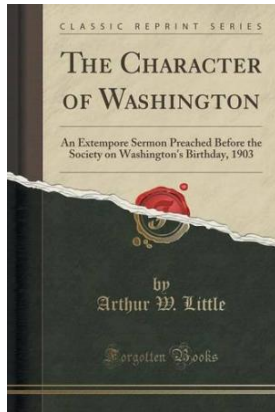 CLASSIC REPRINT SERIES
THE CHARACTER
OF WASHINGTON
An Extempore Sermon Preached Before the
Society on Washington's Birthday, 1903
by
Arthur W. Little
Forgotten Books